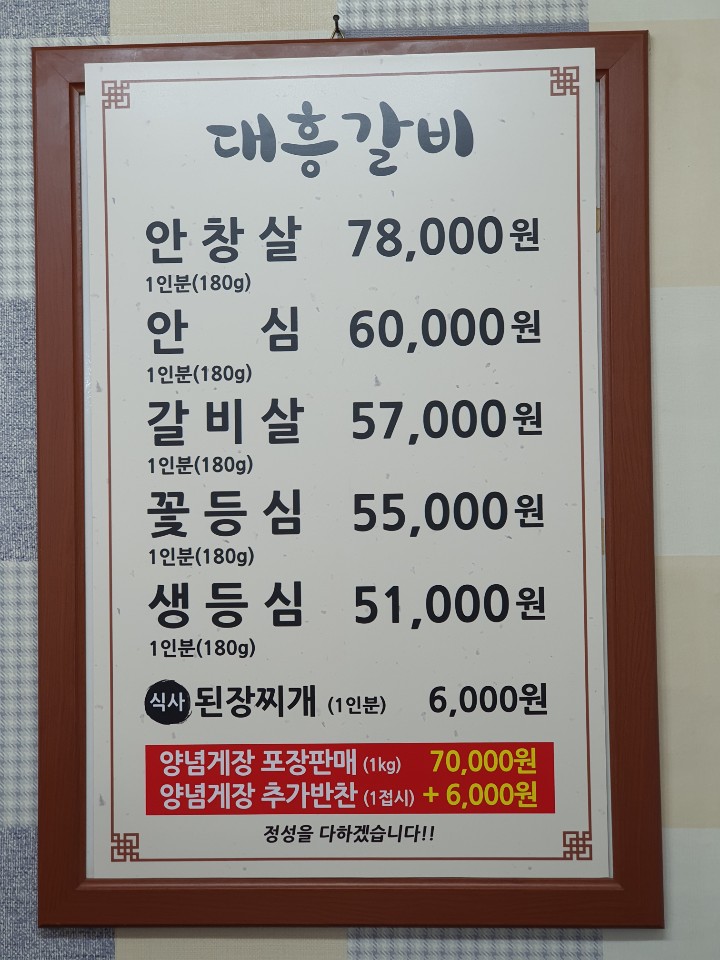 대흥갈비
안창살 78,000원
1인분(180g)
안 심 60,000원
1인분(180g)
갈비살 57,000원
1인분(180g)
꽃등심 55,000원
1인분(180g)
생등심 51,000원
1인분(180g)
식사 된장찌개 (1인분) 6,000원
양념게장 포장판매 (1kg) 70,000원
양념게장 추가반찬 (1접시) + 6,000원
정성을 다하겠습니다!!